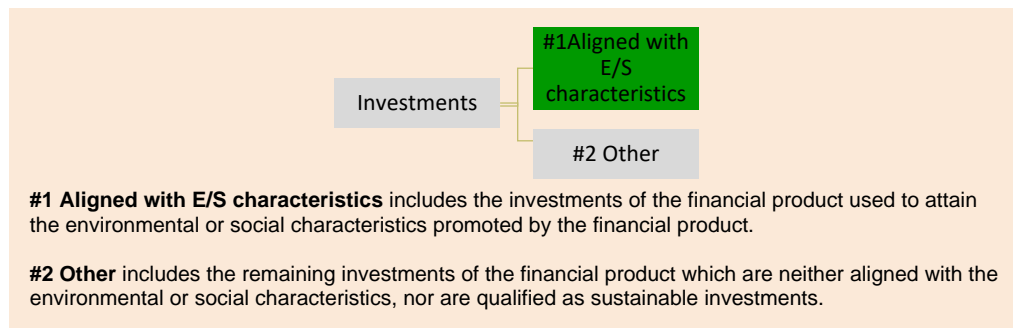 #1Aligned with
E/S
characteristics
Investments
#2 Other
#1 Aligned with E/S characteristics includes the investments of the financial product used to attain
the environmental or social characteristics promoted by the financial product.
#2 Other includes the remaining investments of the financial product which are neither aligned with the
environmental or social characteristics, nor are qualified as sustainable investments.